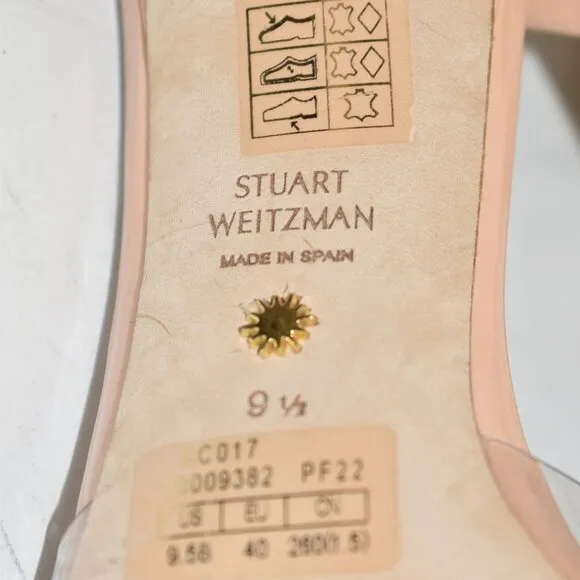 STUART
WEITZMAN
MADE IN SPAIN
9 ½
C017
009382 PF22
US EU CN
9.5B 40 260(1.5)